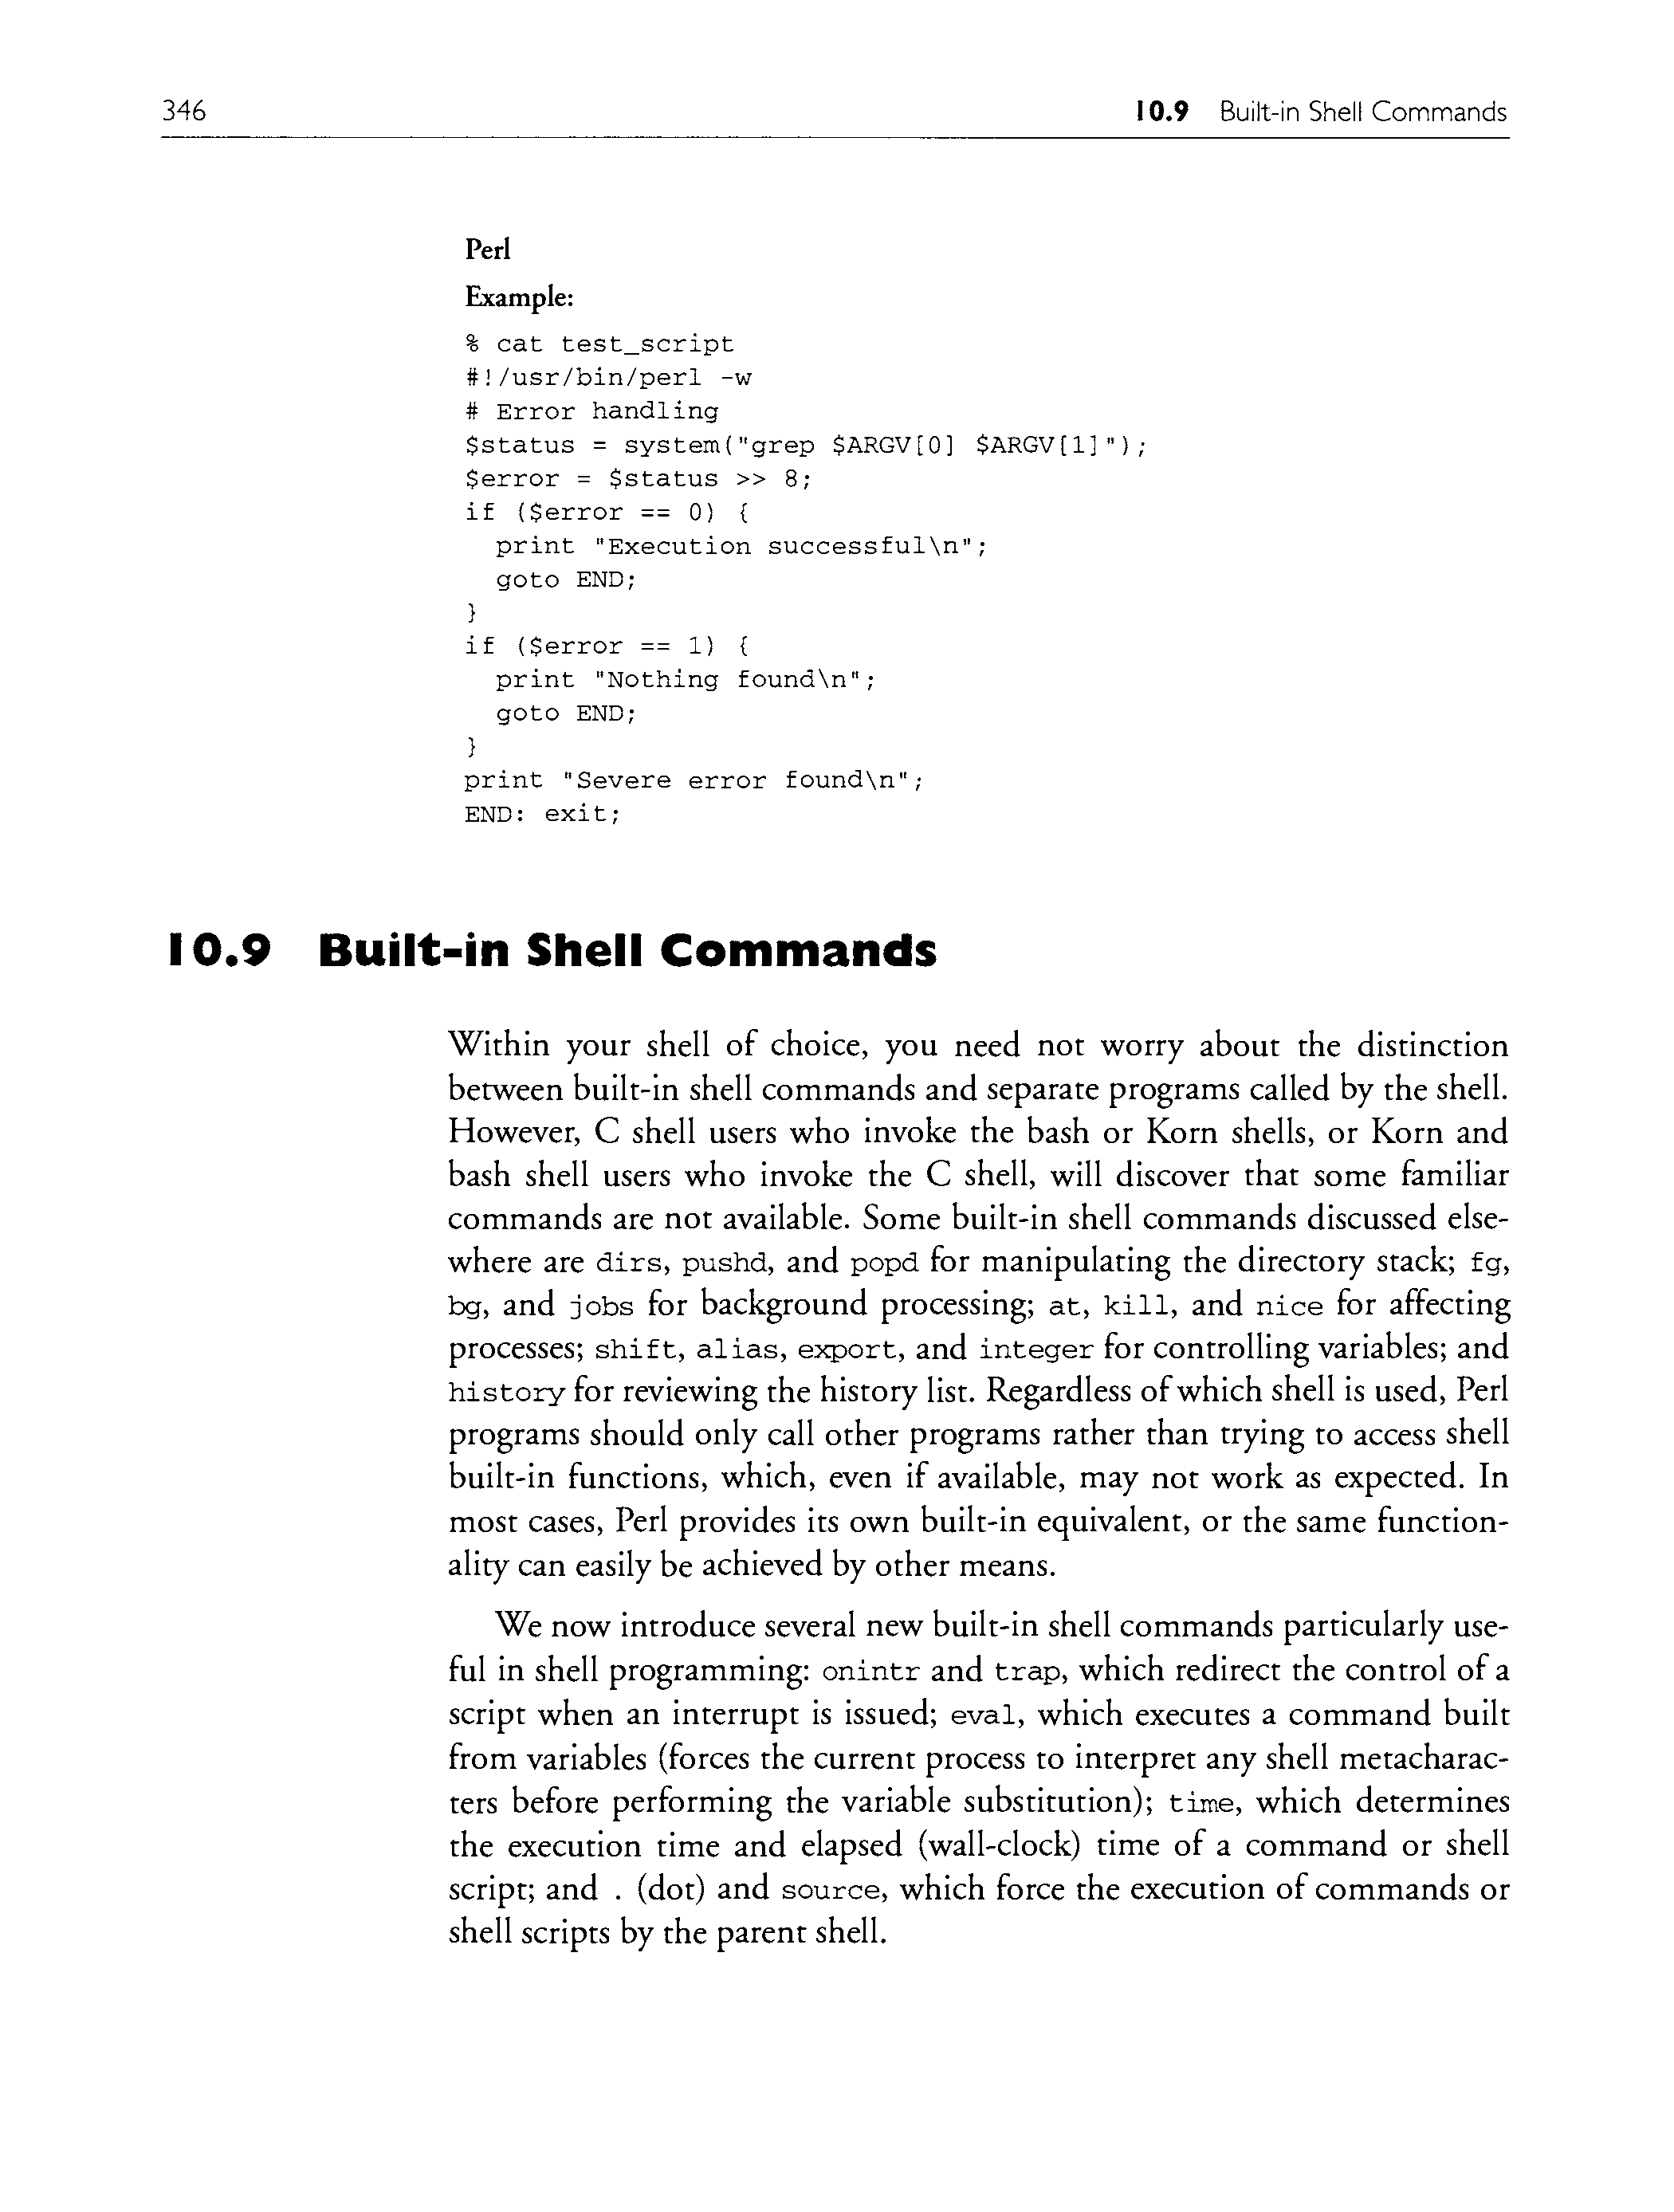 346
10.9 Built-in Shell Commands
Perl
Example:
% cat test_script
#!/usr/bin/perl -w
# Error handling
$status = system("grep $ARGV[0] $ARGV[1]");
$error = $status >> 8;
if ($error == 0) {
  print "Execution successful\n";
  goto END;
}
if ($error == 1) {
  print "Nothing found\n";
  goto END;
}
print "Severe error found\n";
END: exit;
10.9 Built-in Shell Commands
Within your shell of choice, you need not worry about the distinction
between built-in shell commands and separate programs called by the shell.
However, C shell users who invoke the bash or Korn shells, or Korn and
bash shell users who invoke the C shell, will discover that some familiar
commands are not available. Some built-in shell commands discussed else-
where are dirs, pushd, and popd for manipulating the directory stack; fg,
bg, and jobs for background processing; at, kill, and nice for affecting
processes; shift, alias, export, and integer for controlling variables; and
history for reviewing the history list. Regardless of which shell is used, Perl
programs should only call other programs rather than trying to access shell
built-in functions, which, even if available, may not work as expected. In
most cases, Perl provides its own built-in equivalent, or the same function-
ality can easily be achieved by other means.
We now introduce several new built-in shell commands particularly use-
ful in shell programming: onintr and trap, which redirect the control of a
script when an interrupt is issued; eval, which executes a command built
from variables (forces the current process to interpret any shell metacharac-
ters before performing the variable substitution); time, which determines
the execution time and elapsed (wall-clock) time of a command or shell
script; and . (dot) and source, which force the execution of commands or
shell scripts by the parent shell.